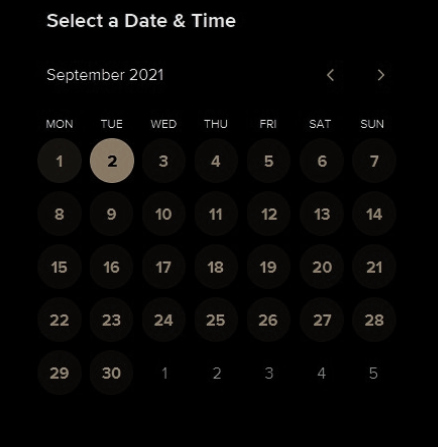 Select a Date & Time
September 2021
MON TUE WED THU FRI SAT SUN
1 2 3 4 5 6 7
8 9 10 11 12 13 14
15 16 17 18 19 20 21
22 23 24 25 26 27 28
29 30 1 2 3 4 5